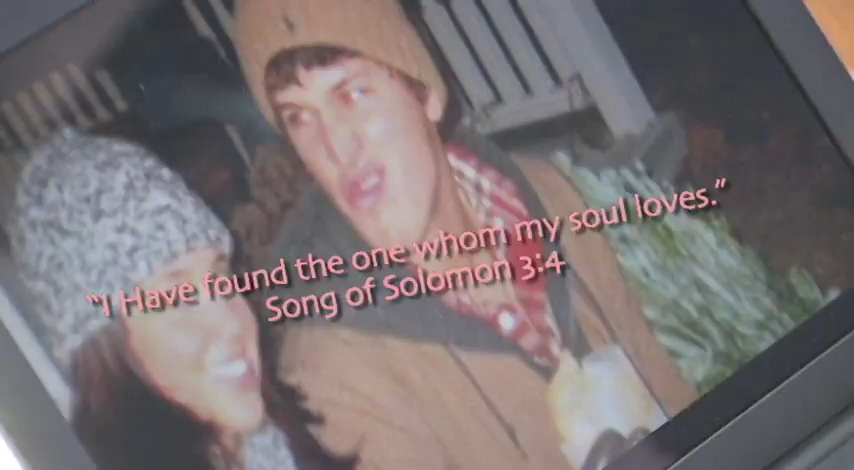 “I Have found the one whom my soul loves.”
Song of Solomon 3:4